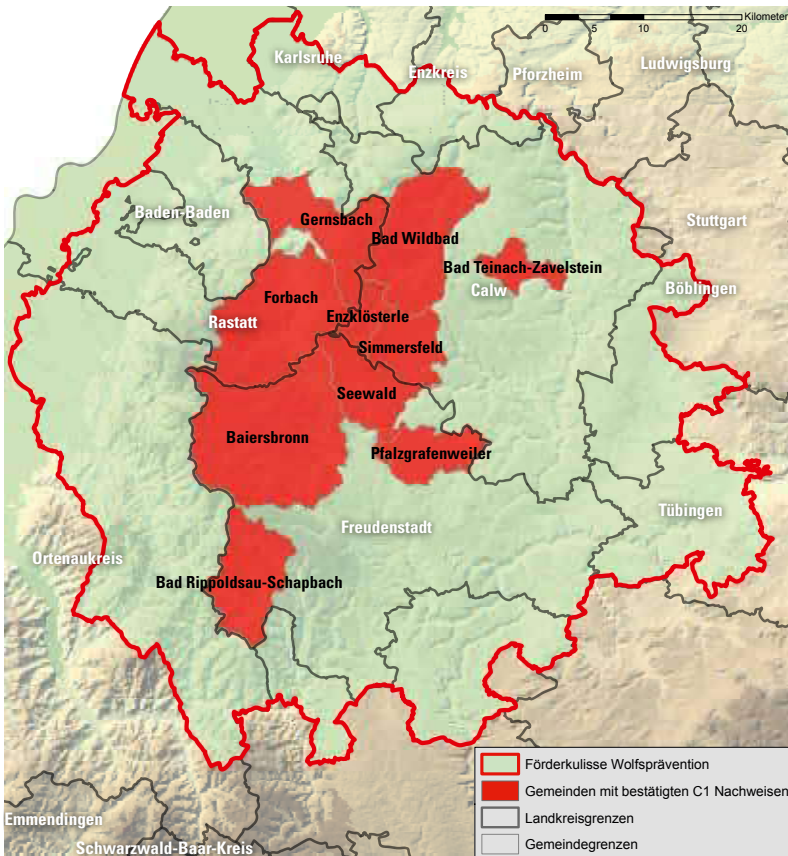 Kilometer
0 5 10 20
Karlsruhe
Enzkreis
Pforzheim
Ludwigsburg
Baden-Baden
Gernsbach
Bad Wildbad
Stuttgart
Bad Teinach-Zavelstein
Calw
Böblingen
Forbach
Rastatt
Enzklösterle
Simmersfeld
Seewald
Baiersbronn
Pfalzgrafenweiler
Freudenstadt
Tübingen
Ortenaukreis
Bad Rippoldsau-Schapbach
Emmendingen
Schwarzwald-Baar-Kreis
Förderkulisse Wolfsprävention
Gemeinden mit bestätigten C1 Nachweisen
Landkreisgrenzen
Gemeindegrenzen